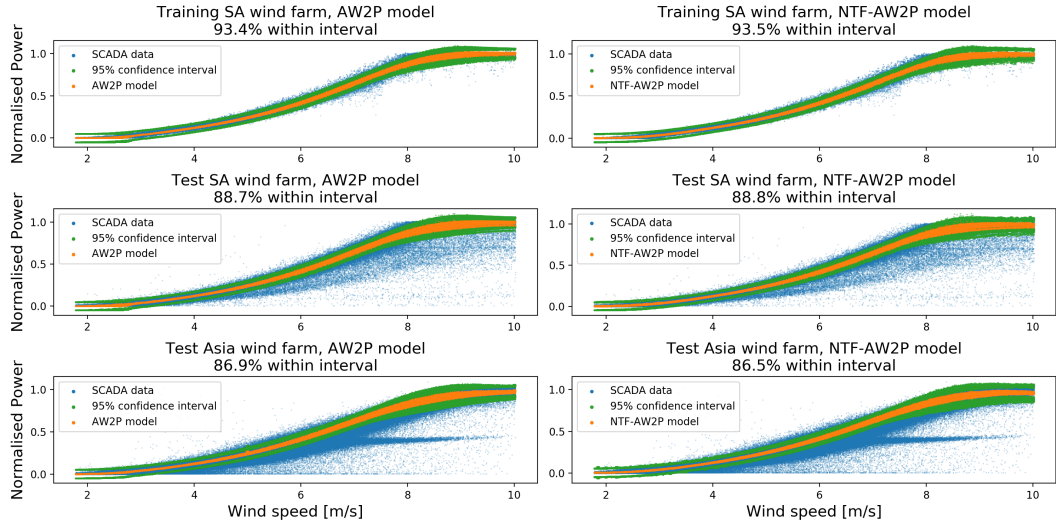 Training SA wind farm, AW2P model
93.4% within interval
Normalised Power
1.0
0.5
0.0
SCADA data
95% confidence interval
AW2P model
2
4
6
8
10
Training SA wind farm, NTF-AW2P model
93.5% within interval
1.0
0.5
0.0
SCADA data
95% confidence interval
NTF-AW2P model
2
4
6
8
10
Test SA wind farm, AW2P model
88.7% within interval
Normalised Power
1.0
0.5
0.0
SCADA data
95% confidence interval
AW2P model
2
4
6
8
10
Test SA wind farm, NTF-AW2P model
88.8% within interval
1.0
0.5
0.0
SCADA data
95% confidence interval
NTF-AW2P model
2
4
6
8
10
Test Asia wind farm, AW2P model
86.9% within interval
Normalised Power
1.0
0.5
0.0
SCADA data
95% confidence interval
AW2P model
2
4
6
8
10
Wind speed [m/s]
Test Asia wind farm, NTF-AW2P model
86.5% within interval
1.0
0.5
0.0
SCADA data
95% confidence interval
NTF-AW2P model
2
4
6
8
10
Wind speed [m/s]